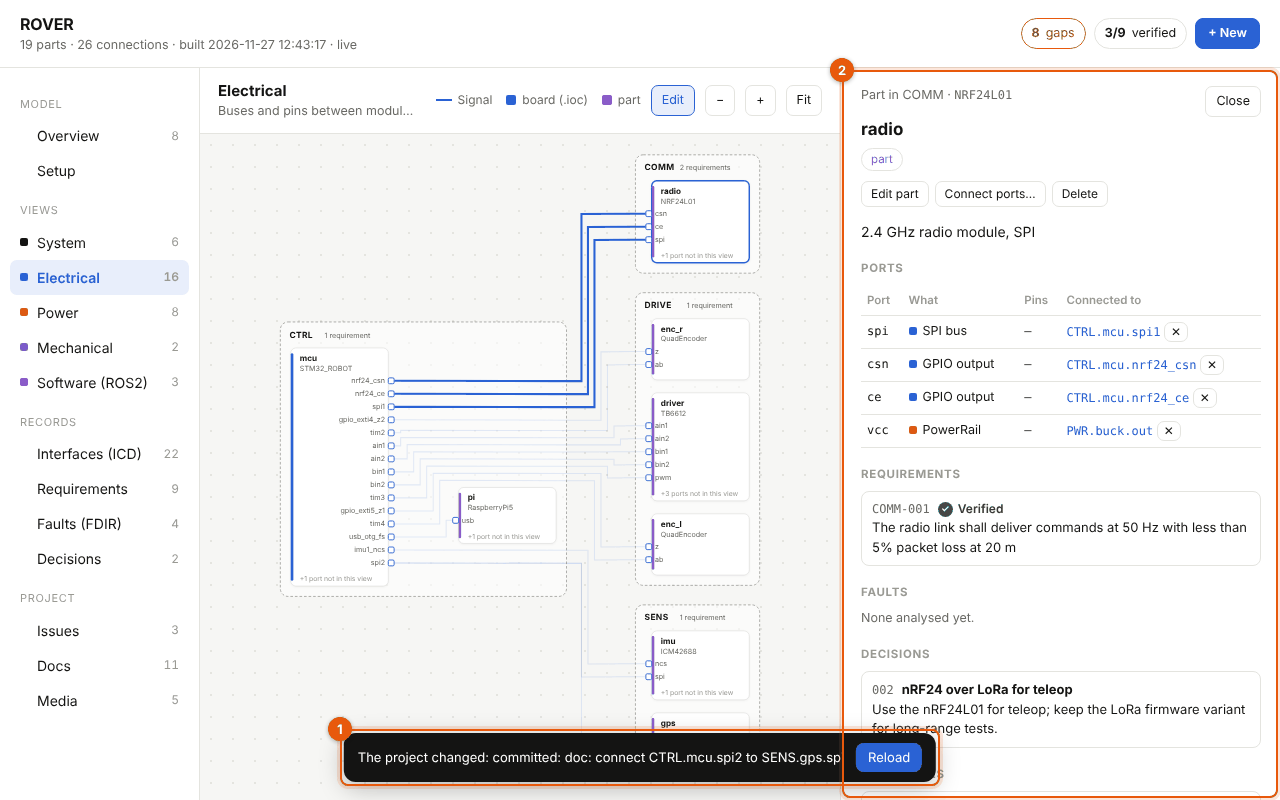 ROVER
19 parts · 26 connections · built 2026-11-27 12:43:17 · live
8 gaps
3/9 verified
+ New
MODEL
Overview 8
Setup
VIEWS
System 6
Electrical 16
Power 8
Mechanical 2
Software (ROS2) 3
RECORDS
Interfaces (ICD) 22
Requirements 9
Faults (FDIR) 4
Decisions 2
PROJECT
Issues 3
Docs 11
Media 5
Electrical
Buses and pins between modul...
Signal
board (.ioc)
part
Edit
−
+
Fit
CTRL 1 requirement
mcu
STM32_ROBOT
nrf24_csn
nrf24_ce
spi1
gpio_exti4_z2
tim2
ain1
ain2
bin1
bin2
tim3
gpio_exti5_z1
tim4
usb_otg_fs
imu1_ncs
spi2
+1 port not in this view
pi
RaspberryPi5
usb
+1 port not in this view
COMM 2 requirements
radio
NRF24L01
csn
ce
spi
+1 port not in this view
DRIVE 1 requirement
enc_r
QuadEncoder
z
ab
driver
TB6612
ain1
ain2
bin1
bin2
pwm
+3 ports not in this view
enc_l
QuadEncoder
z
ab
SENS 1 requirement
imu
ICM42688
ncs
spi
+1 port not in this view
gps
1
The project changed: committed: doc: connect CTRL.mcu.spi2 to SENS.gps.sp
Reload
2
Part in COMM · NRF24L01
Close
radio
part
Edit part
Connect ports...
Delete
2.4 GHz radio module, SPI
PORTS
Port What Pins Connected to
spi SPI bus – CTRL.mcu.spi1 ✕
csn GPIO output – CTRL.mcu.nrf24_csn ✕
ce GPIO output – CTRL.mcu.nrf24_ce ✕
vcc PowerRail – PWR.buck.out ✕
REQUIREMENTS
COMM-001 Verified
The radio link shall deliver commands at 50 Hz with less than
5% packet loss at 20 m
FAULTS
None analysed yet.
DECISIONS
002 nRF24 over LoRa for teleop
Use the nRF24L01 for teleop; keep the LoRa firmware variant
for long-range tests.